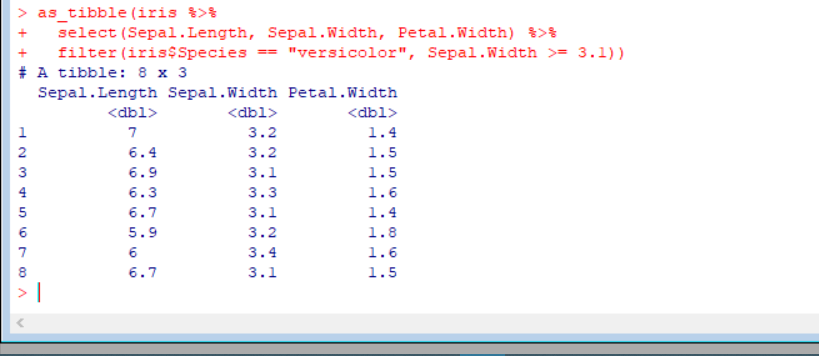 > as_tibble(iris %>%
+   select(Sepal.Length, Sepal.Width, Petal.Width) %>%
+   filter(iris$Species == "versicolor", Sepal.Width >= 3.1))
# A tibble: 8 x 3
  Sepal.Length Sepal.Width Petal.Width
         <dbl>       <dbl>       <dbl>
1          7           3.2         1.4
2          6.4         3.2         1.5
3          6.9         3.1         1.5
4          6.3         3.3         1.6
5          6.7         3.1         1.4
6          5.9         3.2         1.8
7          6           3.4         1.6
8          6.7         3.1         1.5
>